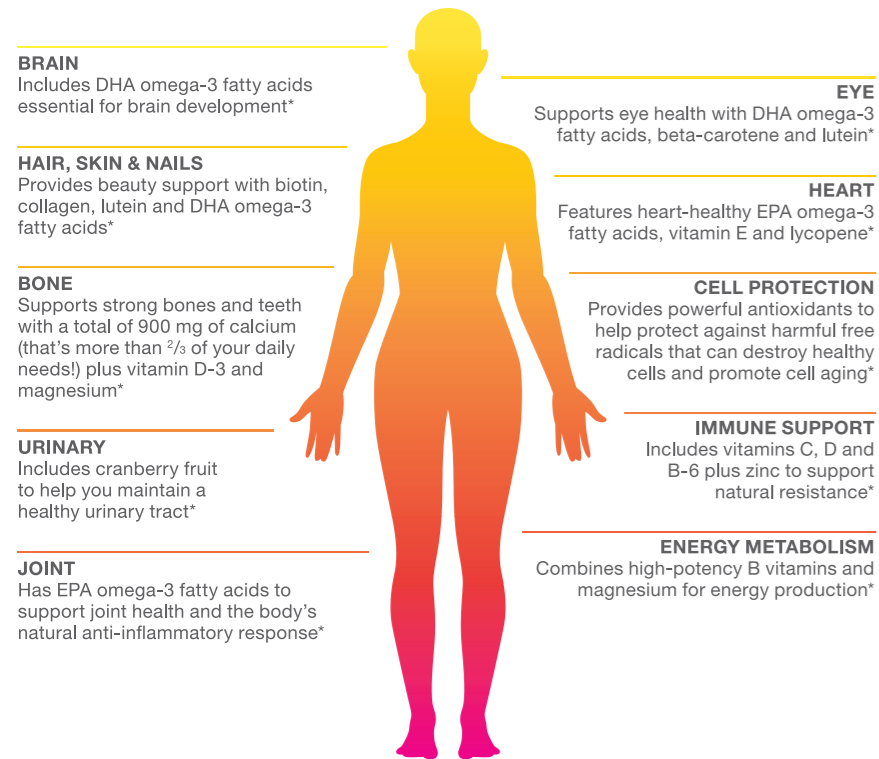 BRAIN
Includes DHA omega-3 fatty acids
essential for brain development*
HAIR, SKIN & NAILS
Provides beauty support with biotin,
collagen, lutein and DHA omega-3
fatty acids*
BONE
Supports strong bones and teeth
with a total of 900 mg of calcium
(that’s more than ²/₃ of your daily
needs!) plus vitamin D-3 and
magnesium*
URINARY
Includes cranberry fruit
to help you maintain a
healthy urinary tract*
JOINT
Has EPA omega-3 fatty acids to
support joint health and the body’s
natural anti-inflammatory response*
EYE
Supports eye health with DHA omega-3
fatty acids, beta-carotene and lutein*
HEART
Features heart-healthy EPA omega-3
fatty acids, vitamin E and lycopene*
CELL PROTECTION
Provides powerful antioxidants to
help protect against harmful free
radicals that can destroy healthy
cells and promote cell aging*
IMMUNE SUPPORT
Includes vitamins C, D and
B-6 plus zinc to support
natural resistance*
ENERGY METABOLISM
Combines high-potency B vitamins and
magnesium for energy production*